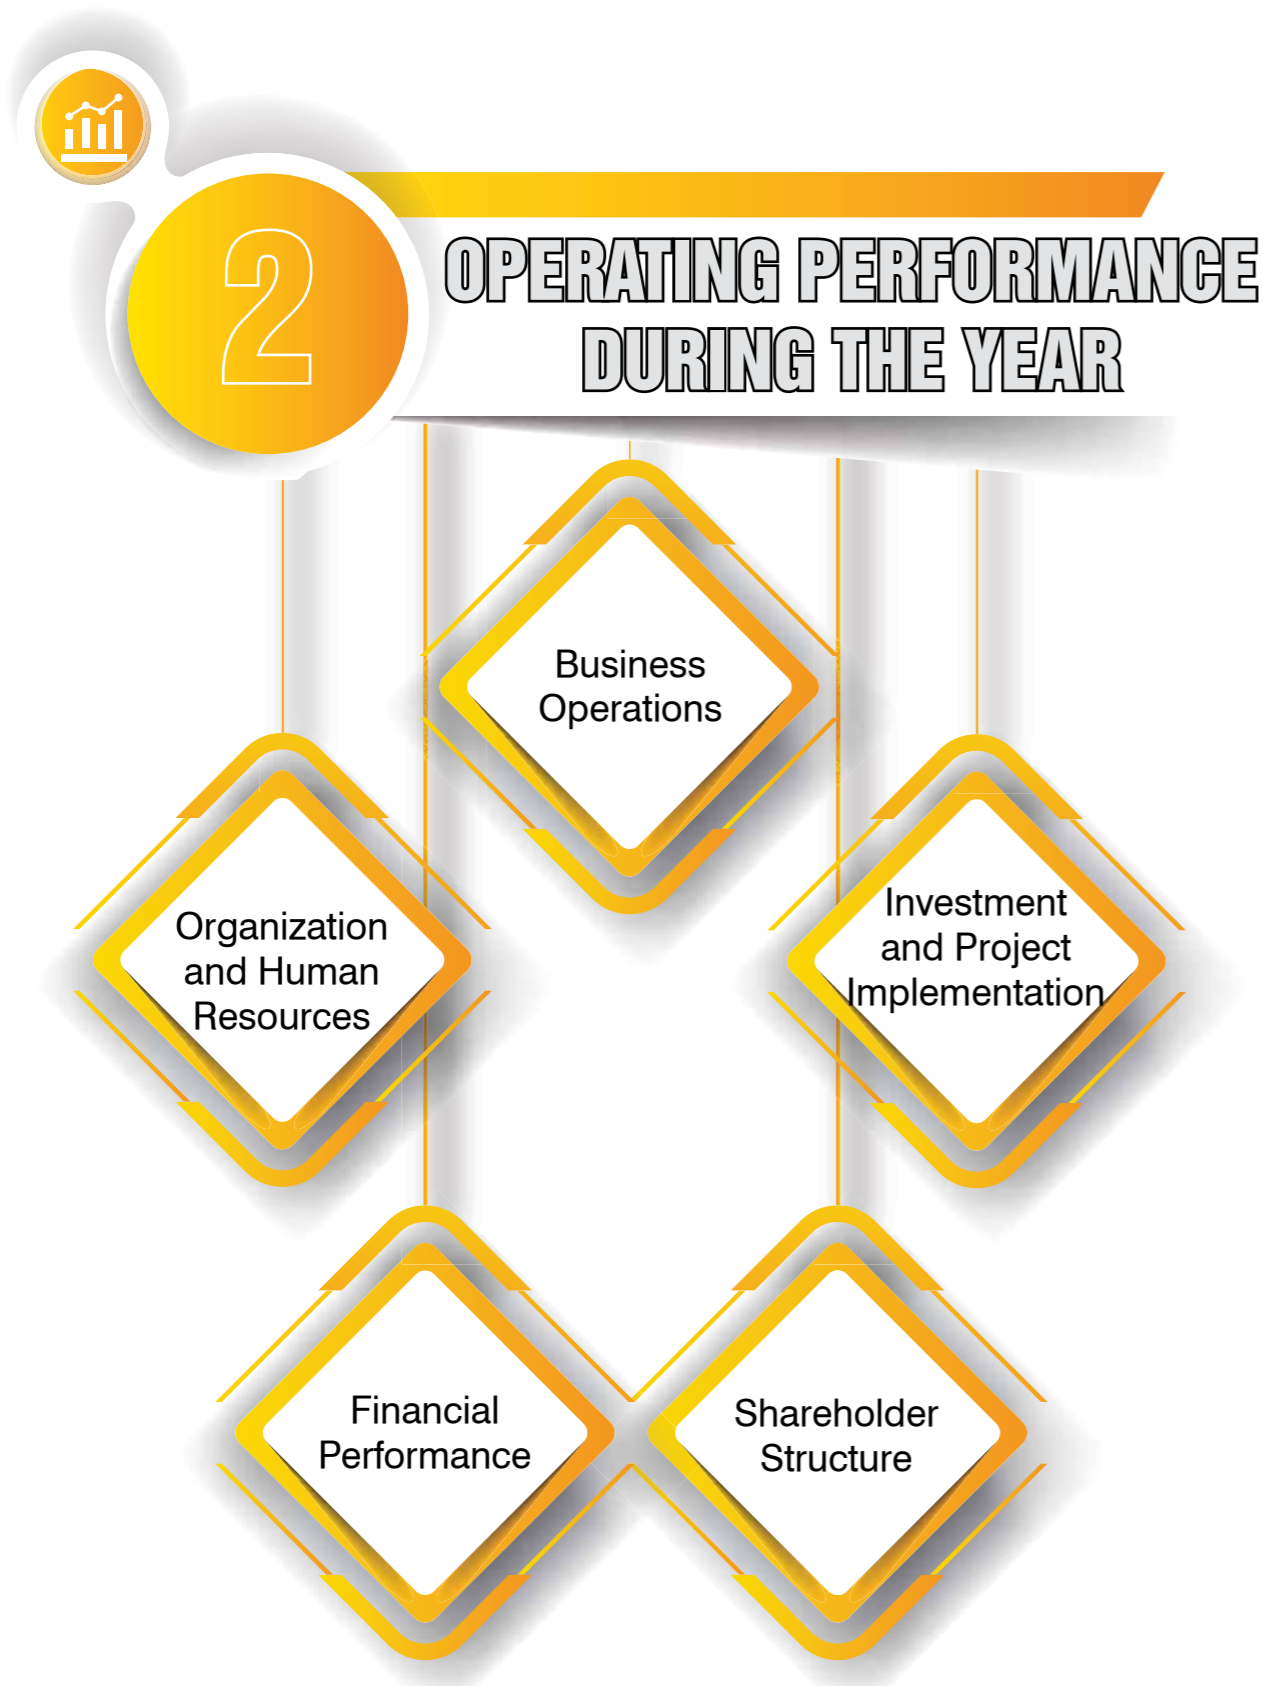 2
OPERATING PERFORMANCE
DURING THE YEAR
Business
Operations
Organization
and Human
Resources
Investment
and Project
Implementation
Financial
Performance
Shareholder
Structure